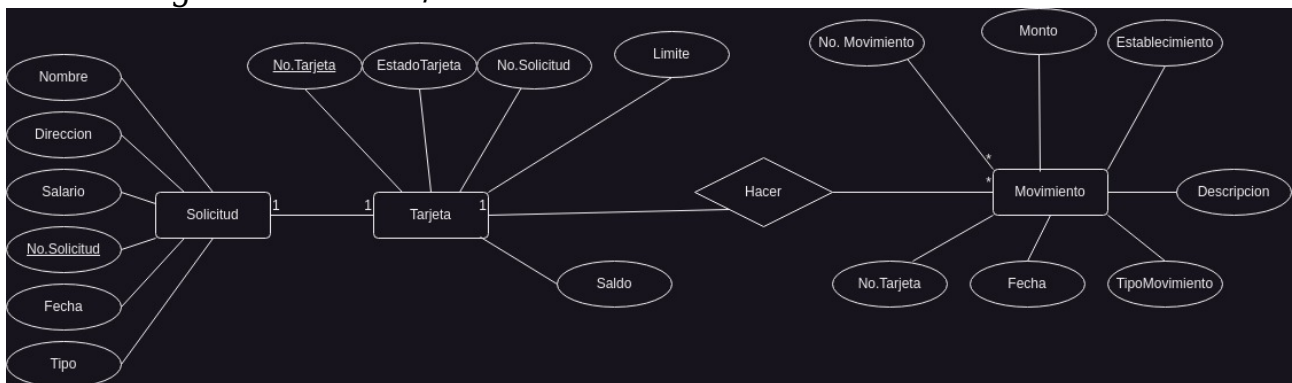 Nombre
Direccion
Salario
No.Solicitud
Fecha
Tipo
Solicitud
1
1
No.Tarjeta
EstadoTarjeta
No.Solicitud
Limite
Tarjeta
1
Saldo
Hacer
*
*
No. Movimiento
Monto
Establecimiento
Movimiento
Descripcion
No.Tarjeta
Fecha
TipoMovimiento